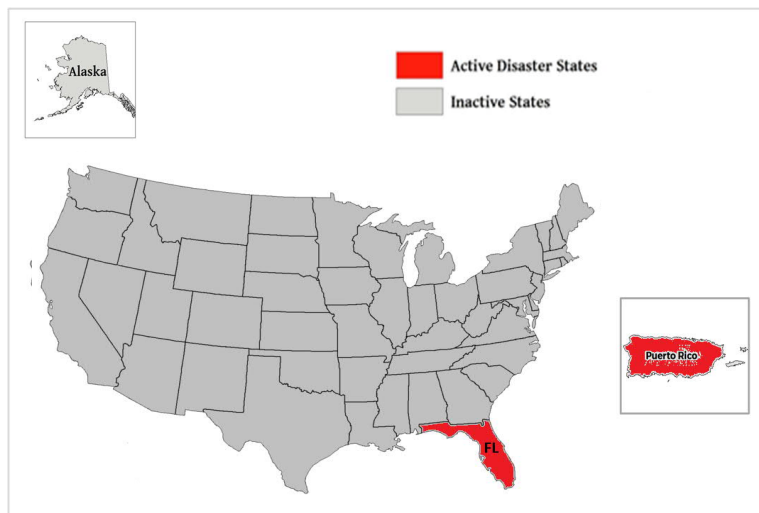 Alaska
Active Disaster States
Inactive States
Puerto Rico
FL